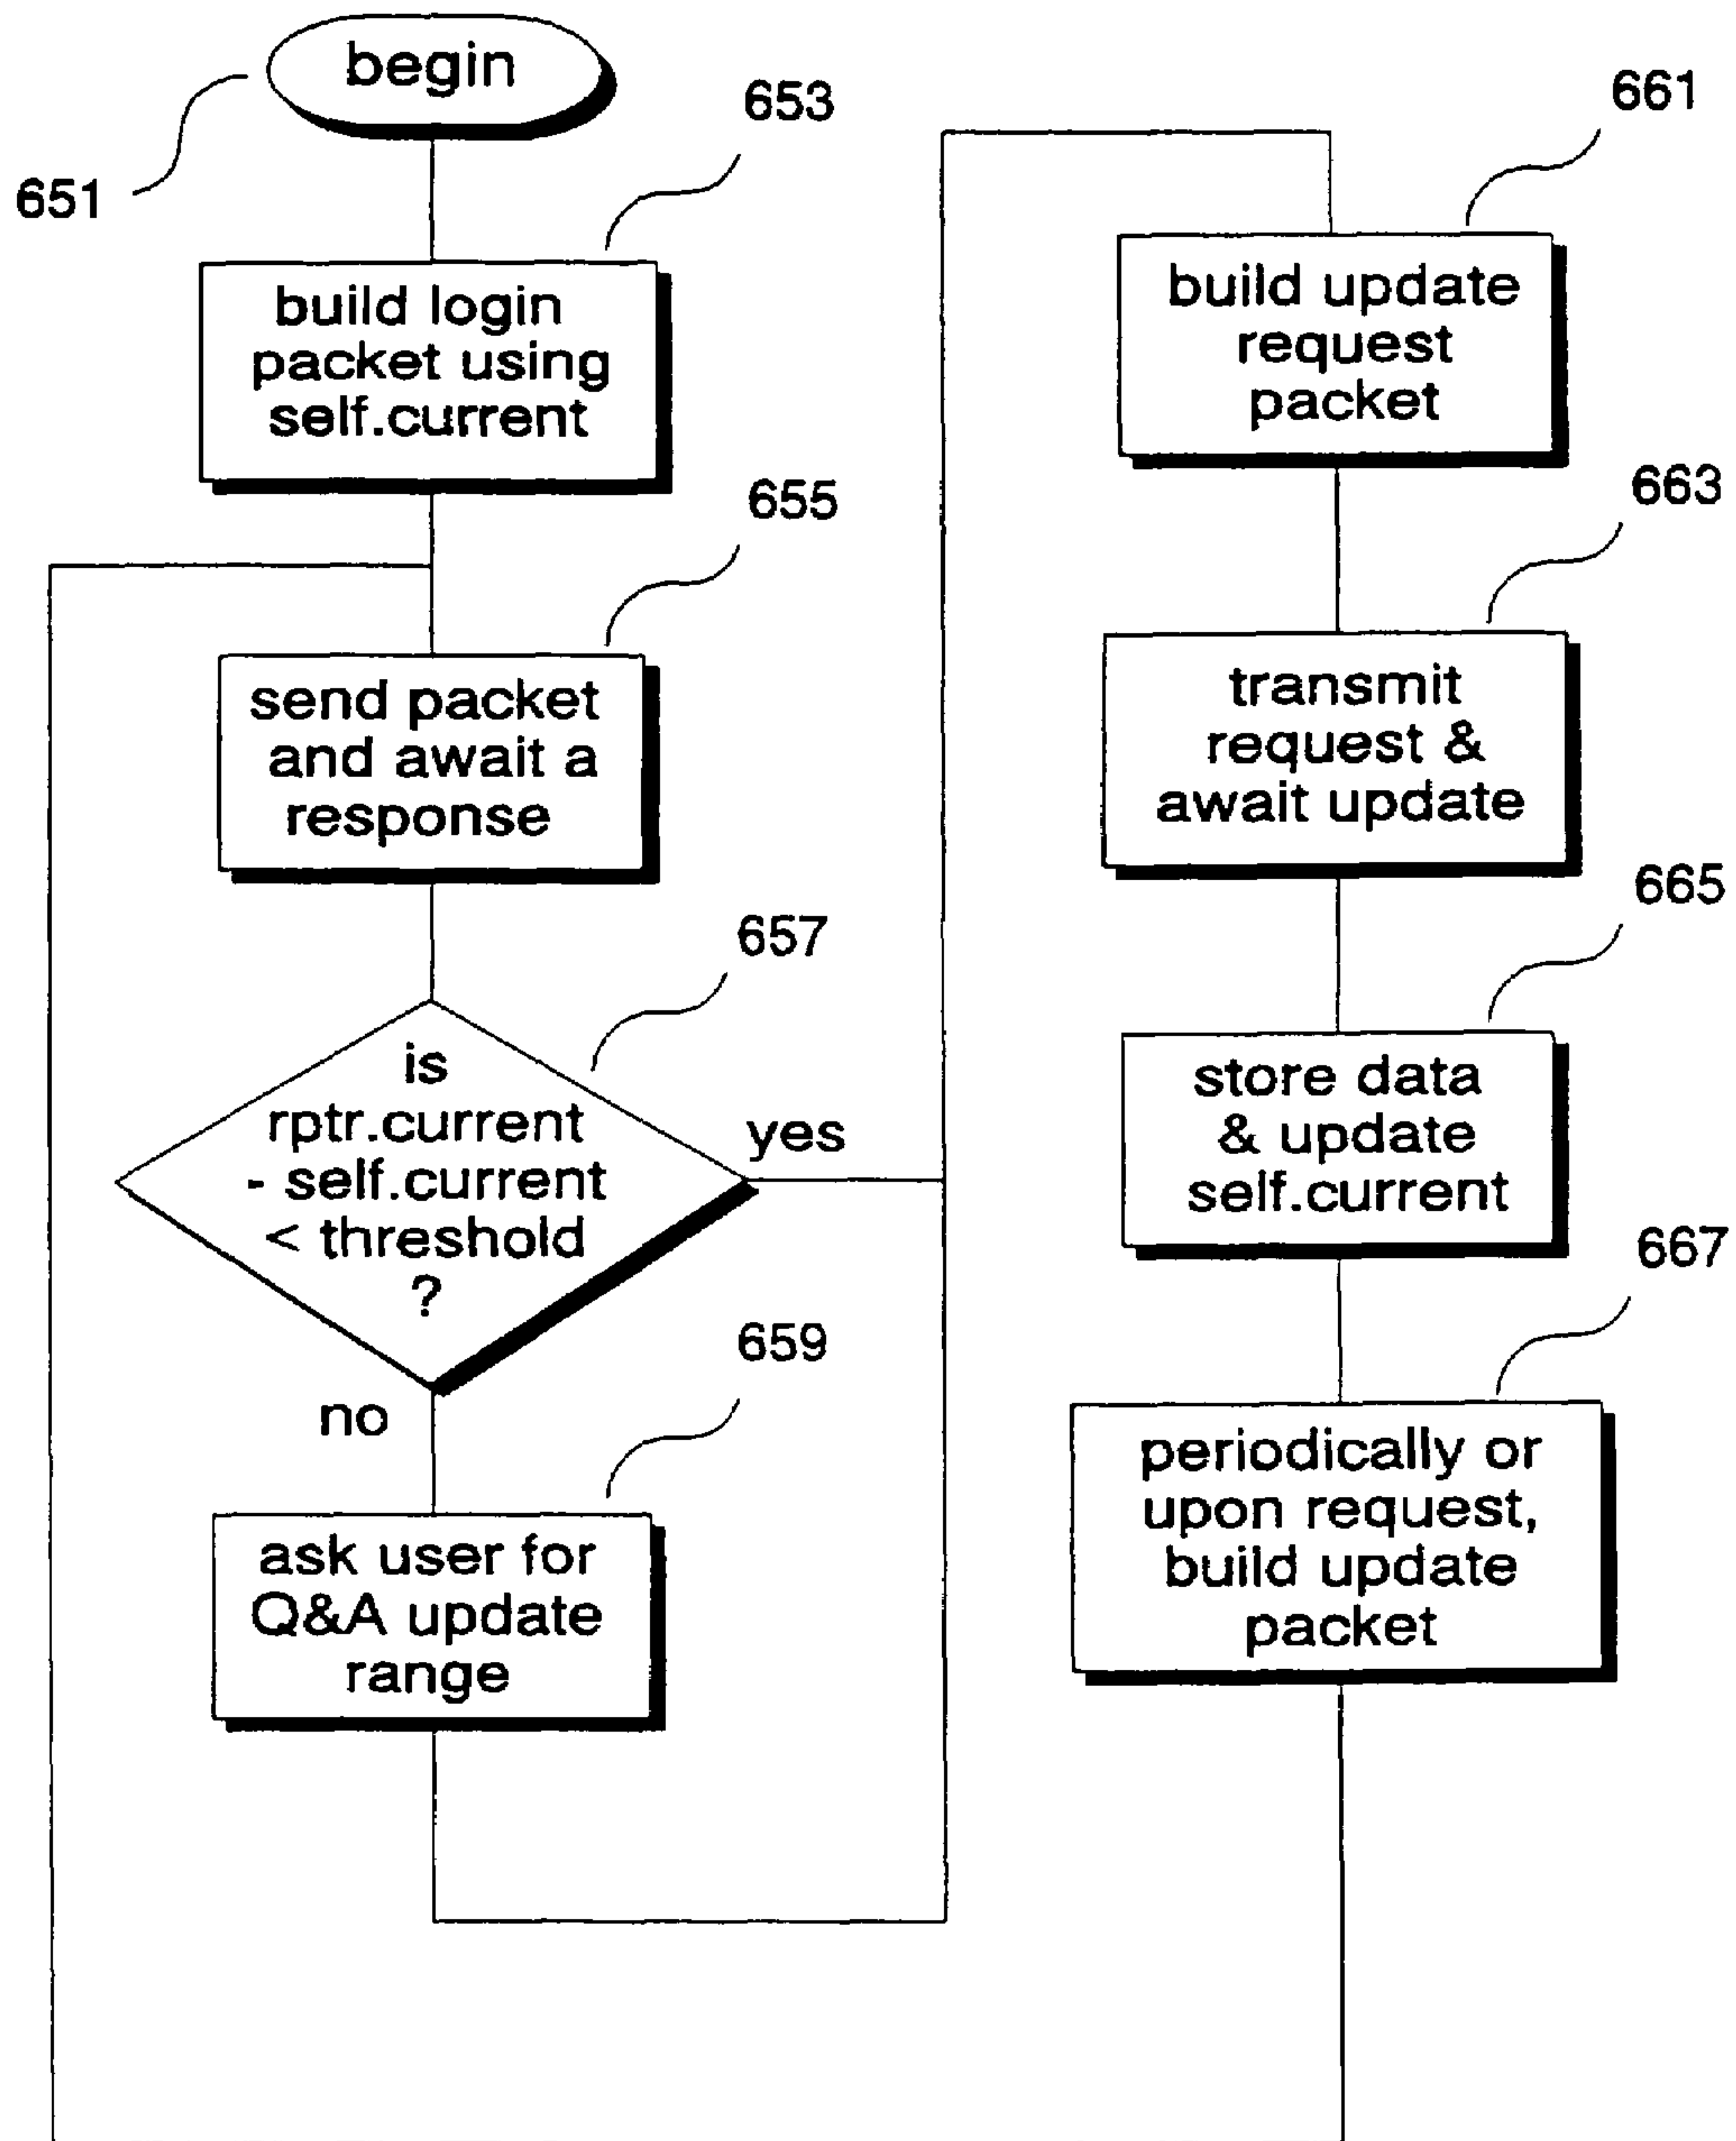 begin
651
653
build login
packet using
self.current
655
send packet
and await a
response
657
is
rptr.current
- self.current
< threshold
?
yes
no
659
ask user for
Q&A update
range
661
build update
request
packet
663
transmit
request &
await update
665
store data
& update
self.current
667
periodically or
upon request,
build update
packet